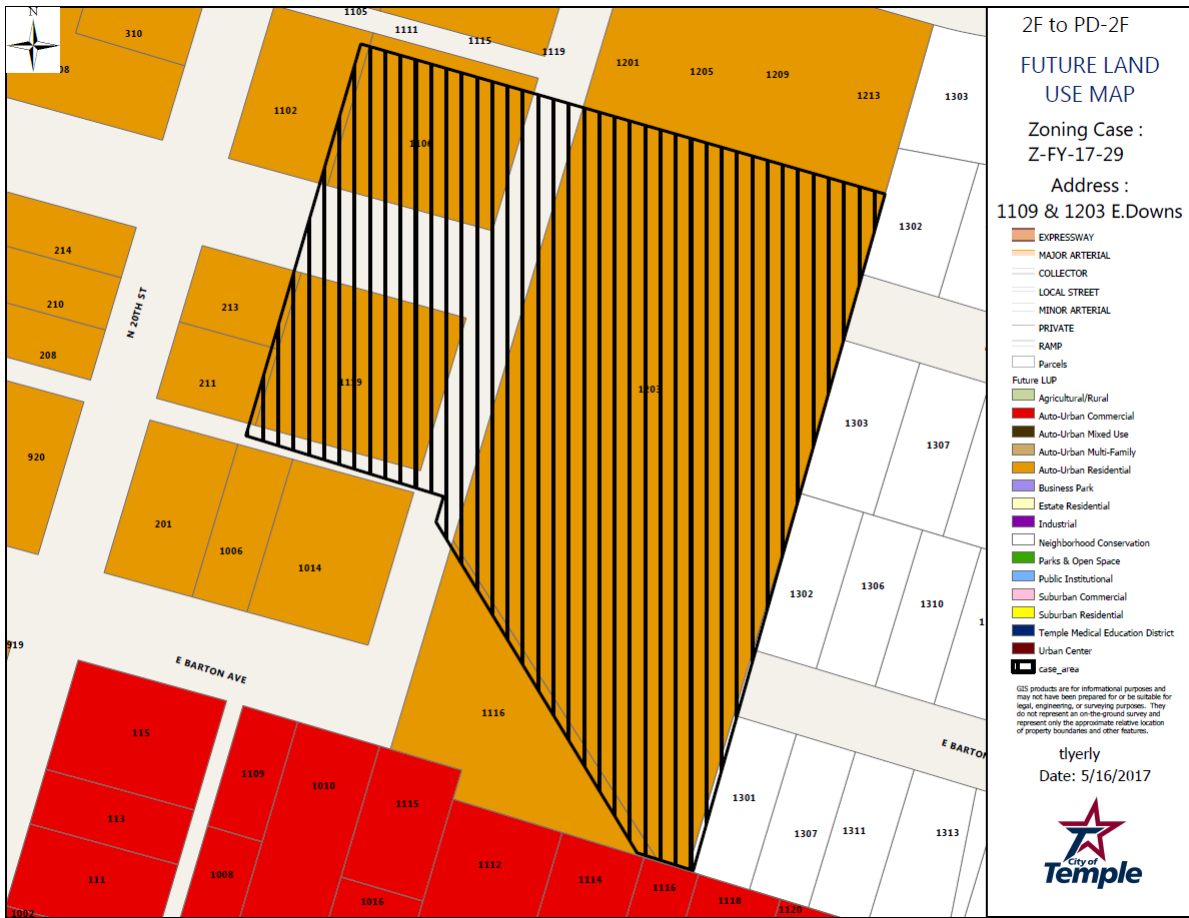 N
310
08
1105
1111
1115
1119
1201
1205
1209
1213
1303
1102
1106
1302
214
210
208
N 20TH ST
213
211
1119
1203
1303
1307
920
201
1006
1014
1302
1306
1310
1
919
E BARTON AVE
1116
E BARTON
115
113
111
1109
1010
1115
1008
1016
1002
1112
1114
1116
1118
1120
1301
1307
1311
1313
2F to PD-2F
FUTURE LAND
USE MAP
Zoning Case :
Z-FY-17-29
Address :
1109 & 1203 E.Downs
EXPRESSWAY
MAJOR ARTERIAL
COLLECTOR
LOCAL STREET
MINOR ARTERIAL
PRIVATE
RAMP
Parcels
Future LUP
Agricultural/Rural
Auto-Urban Commercial
Auto-Urban Mixed Use
Auto-Urban Multi-Family
Auto-Urban Residential
Business Park
Estate Residential
Industrial
Neighborhood Conservation
Parks & Open Space
Public Institutional
Suburban Commercial
Suburban Residential
Temple Medical Education District
Urban Center
case_area
GIS products are for informational purposes and
may not have been prepared for or be suitable for
legal, engineering, or surveying purposes. They
do not represent an on-the-ground survey and
represent only the approximate relative location
of property boundaries and other features.
tlyerly
Date: 5/16/2017
City of
Temple